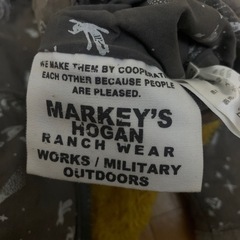 WE MAKE THEM BY COOPERAT
EACH OTHER BECAUSE PEOPLE
ARE PLEASED.
MARKEY'S
HOGAN
RANCH WEAR
WORKS / MILITARY
OUTDOORS